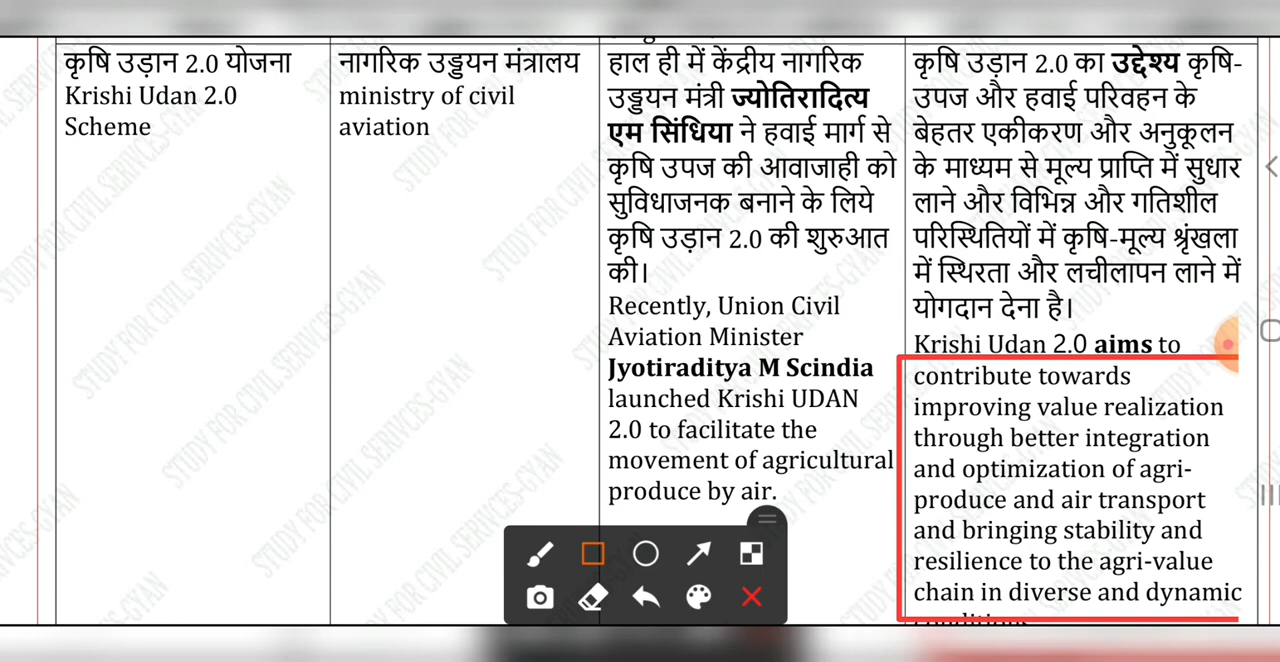 कृषि उड़ान 2.0 योजना
Krishi Udan 2.0
Scheme
नागरिक उड्डयन मंत्रालय
ministry of civil
aviation
हाल ही में केंद्रीय नागरिक
उड्डयन मंत्री ज्योतिरादित्य
एम सिंधिया ने हवाई मार्ग से
कृषि उपज की आवाजाही को
सुविधाजनक बनाने के लिये
कृषि उड़ान 2.0 की शुरुआत
की।
Recently, Union Civil
Aviation Minister
Jyotiraditya M Scindia
launched Krishi UDAN
2.0 to facilitate the
movement of agricultural
produce by air.
कृषि उड़ान 2.0 का उद्देश्य कृषि-
उपज और हवाई परिवहन के
बेहतर एकीकरण और अनुकूलन
के माध्यम से मूल्य प्राप्ति में सुधार
लाने और विभिन्न और गतिशील
परिस्थितियों में कृषि-मूल्य श्रृंखला
में स्थिरता और लचीलापन लाने में
योगदान देना है।
Krishi Udan 2.0 aims to
contribute towards
improving value realization
through better integration
and optimization of agri-
produce and air transport
and bringing stability and
resilience to the agri-value
chain in diverse and dynamic
STUDY FOR CIVIL SERIVCES-GYAN